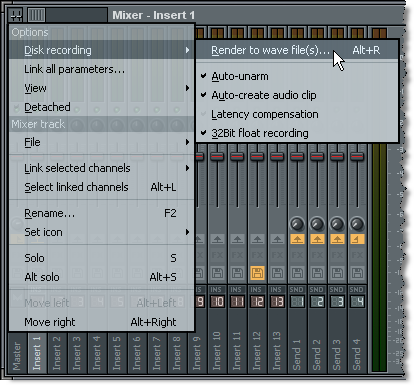 Mixer - Insert 1
Options
Disk recording
Link all parameters...
View
Detached
Mixer track
File
Link selected channels
Select linked channels Alt+L
Rename... F2
Set icon
Solo S
Alt solo Alt+S
Move left Alt+Left
Move right Alt+Right
Render to wave file(s)... Alt+R
Auto-unarm
Auto-create audio clip
Latency compensation
32Bit float recording
INS INS INS INS SND SND SND SND
10 11 12 13 1 2 3 4
Master
Insert 1
Insert 2
Insert 3
Insert 4
Insert 5
Insert 6
Insert 7
Insert 8
Insert 9
Insert 10
Insert 11
Insert 12
Insert 13
Send 1
Send 2
Send 3
Send 4